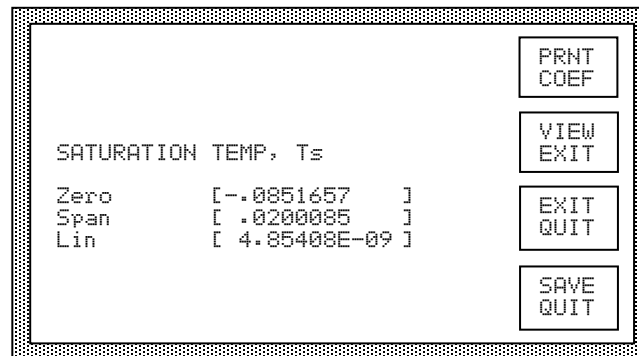 PRNT
COEF
VIEW
EXIT
SATURATION TEMP, Ts
Zero [-.0851657 ]
Span [ .0200085 ]
Lin [ 4.85408E-09 ]
EXIT
QUIT
SAVE
QUIT